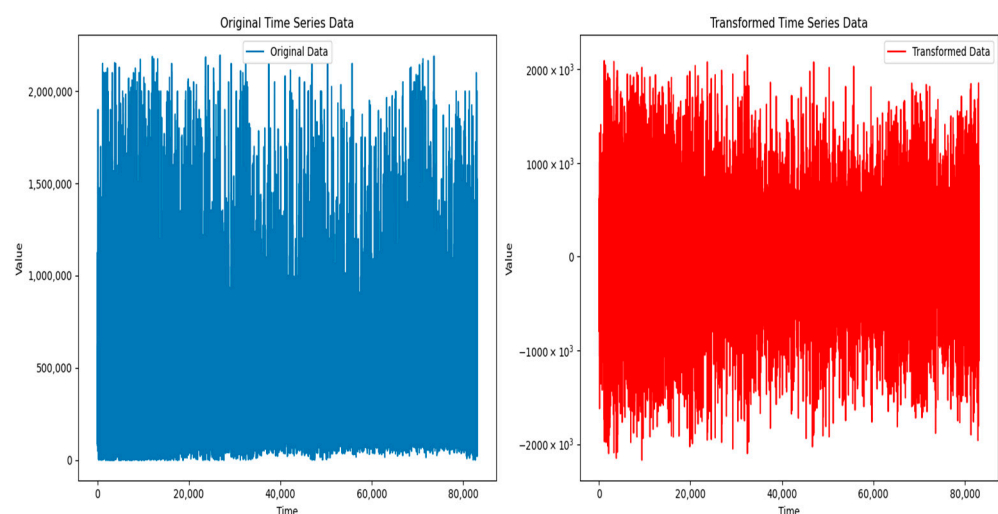 Original Time Series Data
Original Data
2,000,000
1,500,000
1,000,000
500,000
0
Value
0 20,000 40,000 60,000 80,000
Time
Transformed Time Series Data
Transformed Data
2000 × 10³
1000 × 10³
0
−1000 × 10³
−2000 × 10³
Value
0 20,000 40,000 60,000 80,000
Time